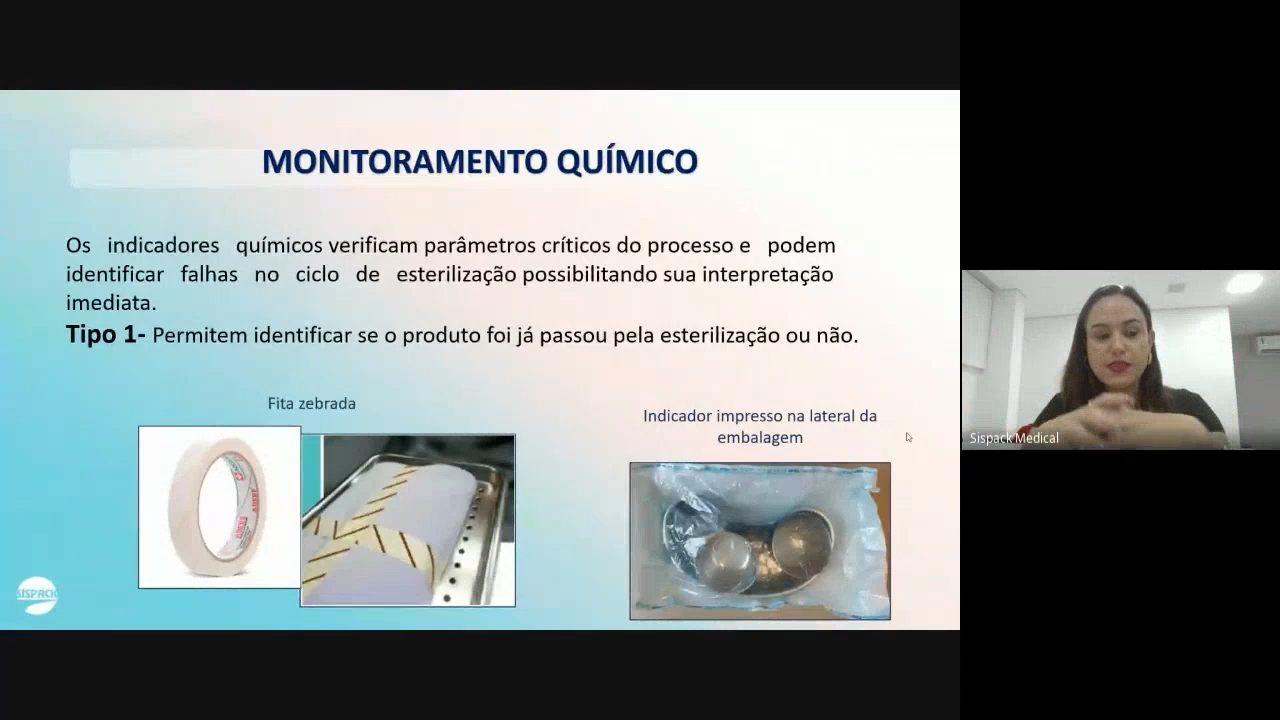 MONITORAMENTO QUÍMICO
Os indicadores químicos verificam parâmetros críticos do processo e podem
identificar falhas no ciclo de esterilização possibilitando sua interpretação
imediata.
Tipo 1- Permitem identificar se o produto foi já passou pela esterilização ou não.
Fita zebrada
Indicador impresso na lateral da
embalagem
SISPACK
Sispack Medical